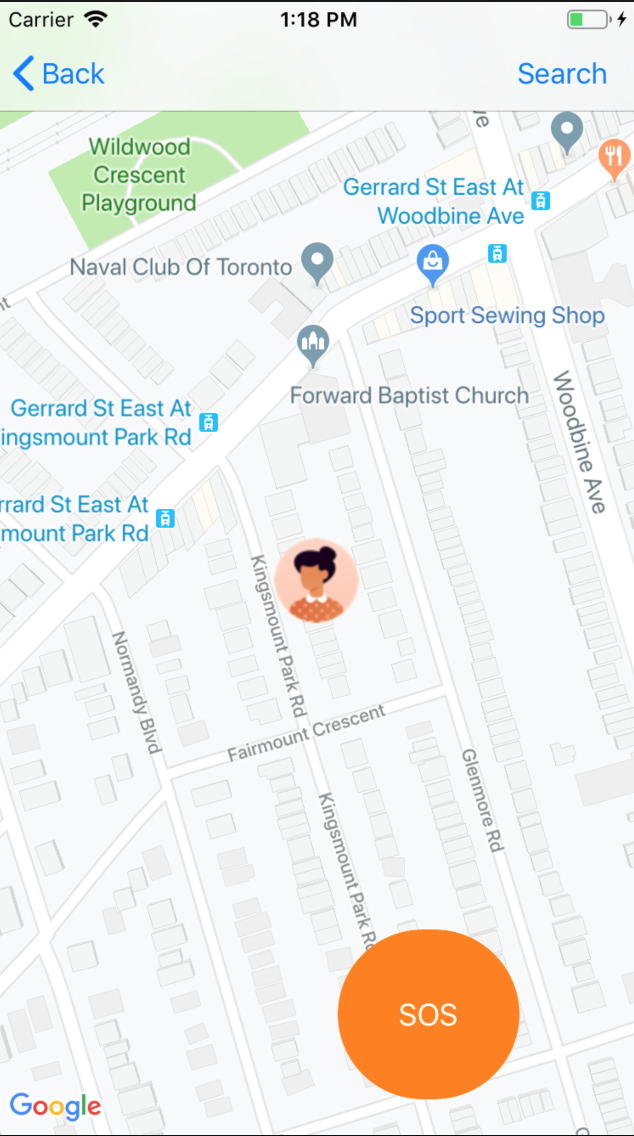 Carrier
1:18 PM
Back
Search
Wildwood
Crescent
Playground
Gerrard St East At
Woodbine Ave
Naval Club Of Toronto
Sport Sewing Shop
Forward Baptist Church
Gerrard St East At
ingsmount Park Rd
Woodbine Ave
rrard St East At
mount Park Rd
Kingsmount Park Rd
Normandy Blvd
Fairmount Crescent
Glenmore Rd
Kingsmount Park Rd
SOS
Google